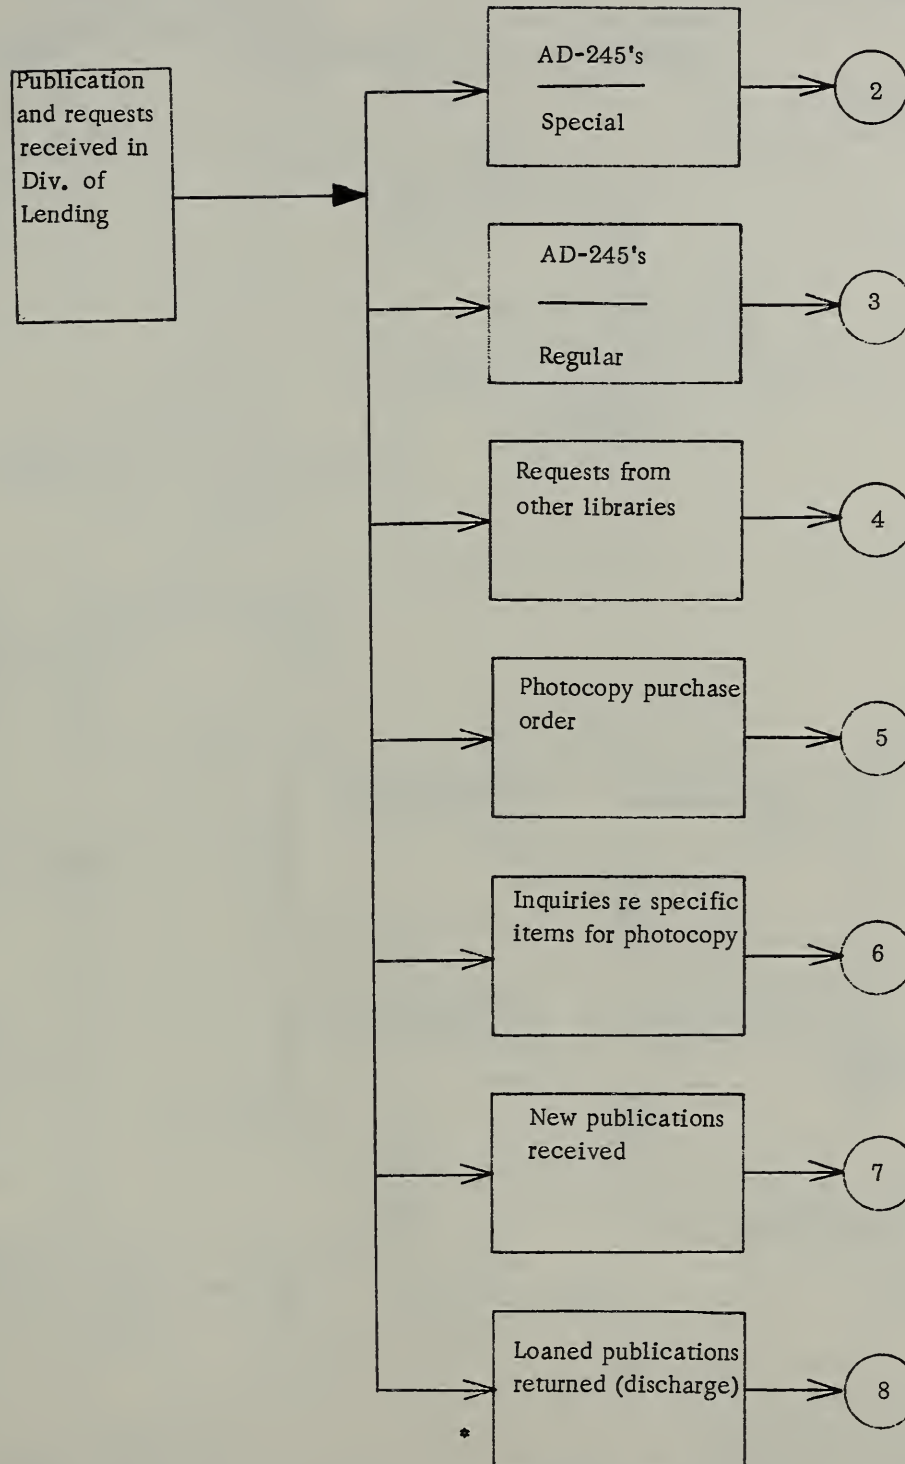 Publication
and requests
received in
Div. of
Lending
AD-245's
Special
2
AD-245's
Regular
3
Requests from
other libraries
4
Photocopy purchase
order
5
Inquiries re specific
items for photocopy
6
New publications
received
7
Loaned publications
returned (discharge)
8
*